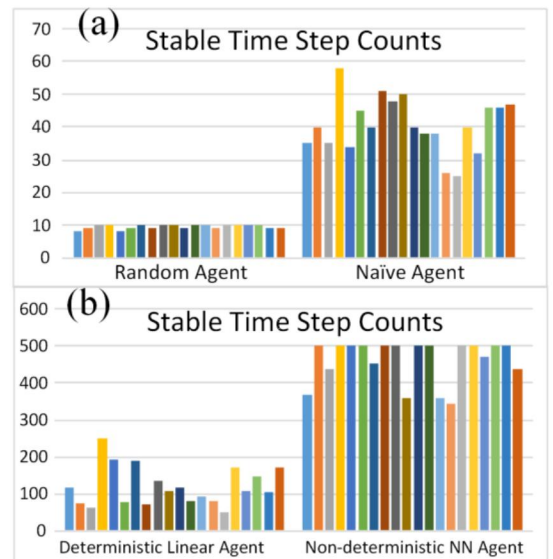 (a)
Stable Time Step Counts
70
60
50
40
30
20
10
0
Random Agent
Naïve Agent
(b)
Stable Time Step Counts
600
500
400
300
200
100
0
Deterministic Linear Agent
Non-deterministic NN Agent